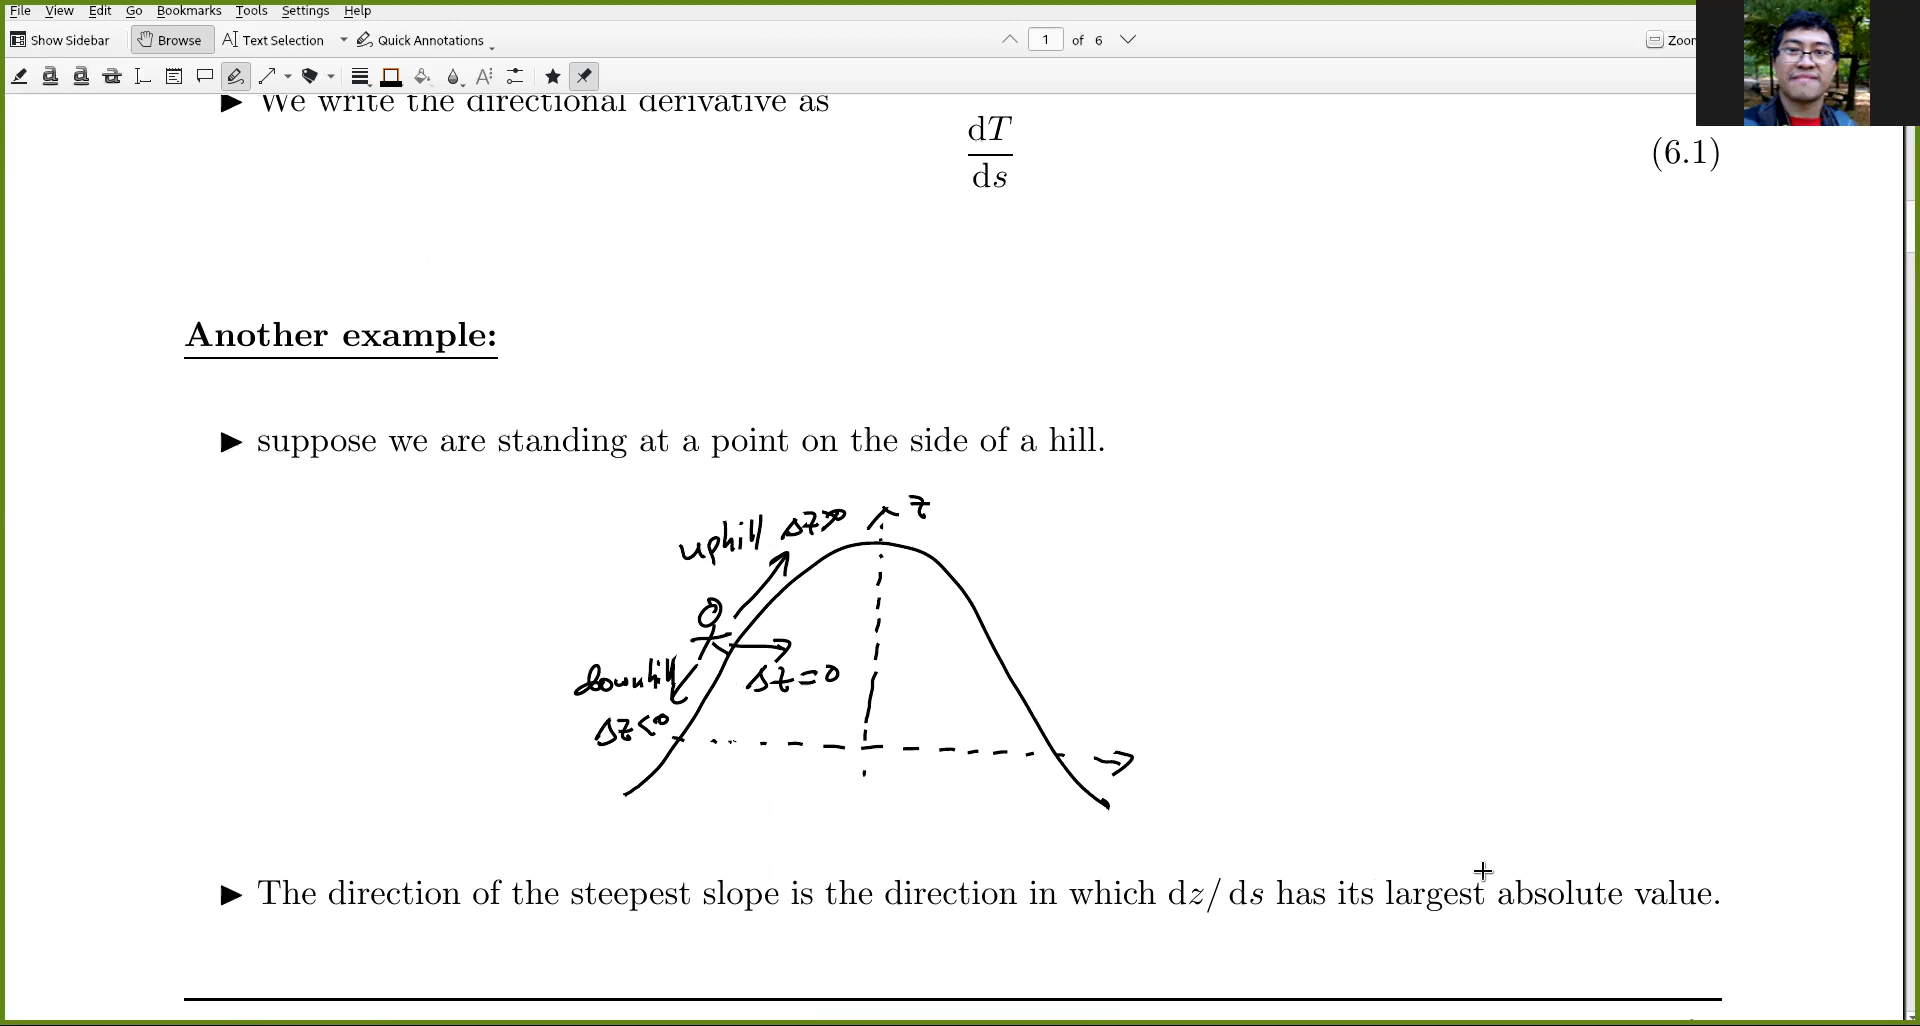 File View Edit Go Bookmarks Tools Settings Help
Show Sidebar Browse Text Selection Quick Annotations 1 of 6 Zoo
We write the directional derivative as
dT
ds
(6.1)
Another example:
suppose we are standing at a point on the side of a hill.
uphill Δz>0
z
downhill
Δz=0
Δz<0
The direction of the steepest slope is the direction in which dz/ds has its largest absolute value.